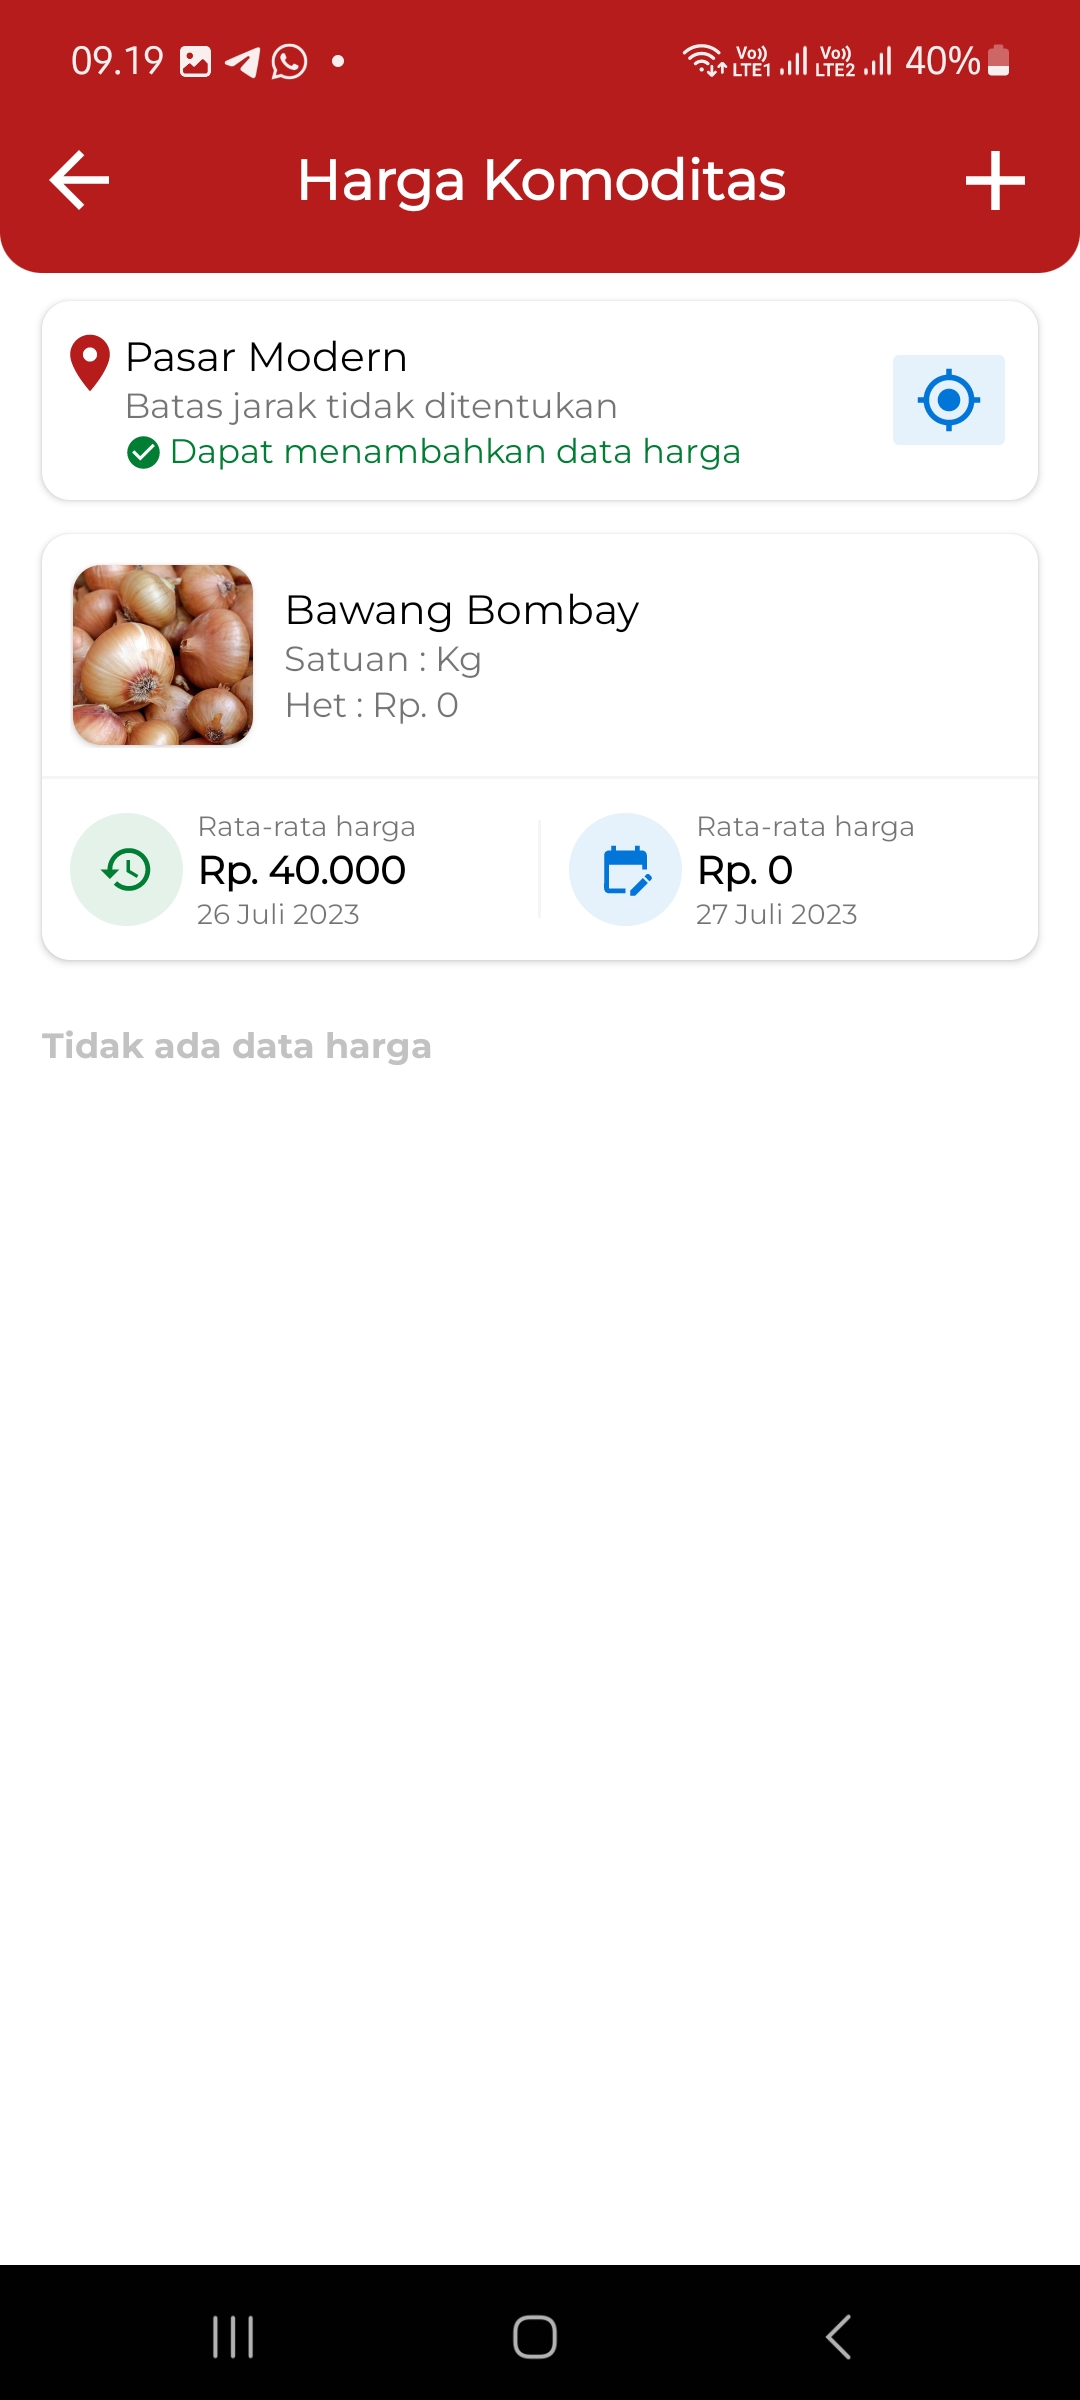 09.19
Vo)) LTE1 Vo)) LTE2 40%
Harga Komoditas
Pasar Modern
Batas jarak tidak ditentukan
Dapat menambahkan data harga
Bawang Bombay
Satuan : Kg
Het : Rp. 0
Rata-rata harga
Rp. 40.000
26 Juli 2023
Rata-rata harga
Rp. 0
27 Juli 2023
Tidak ada data harga